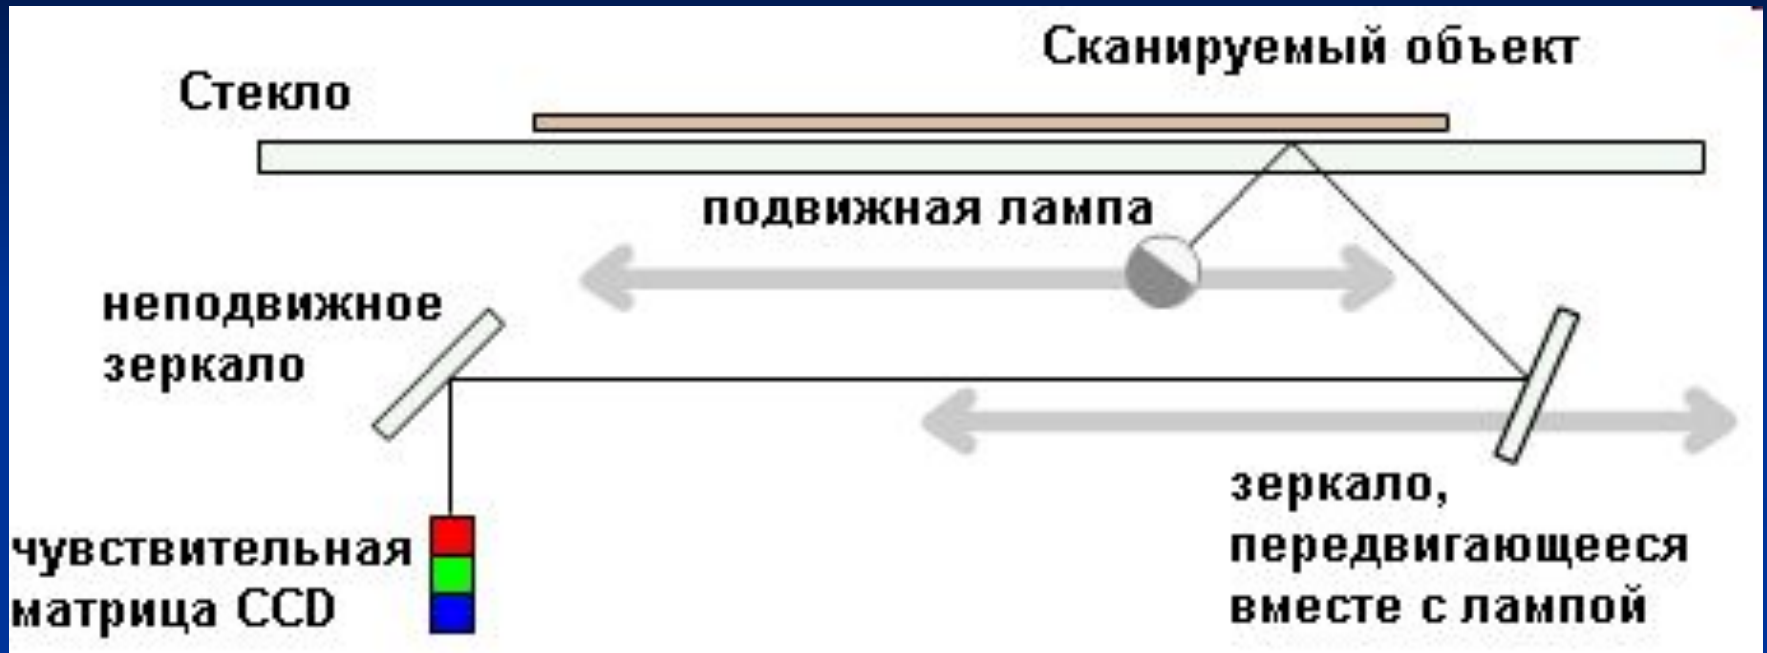 Сканируемый объект
Стекло
подвижная лампа
неподвижное
зеркало
зеркало,
передвигающееся
вместе с лампой
чувствительная
матрица CCD